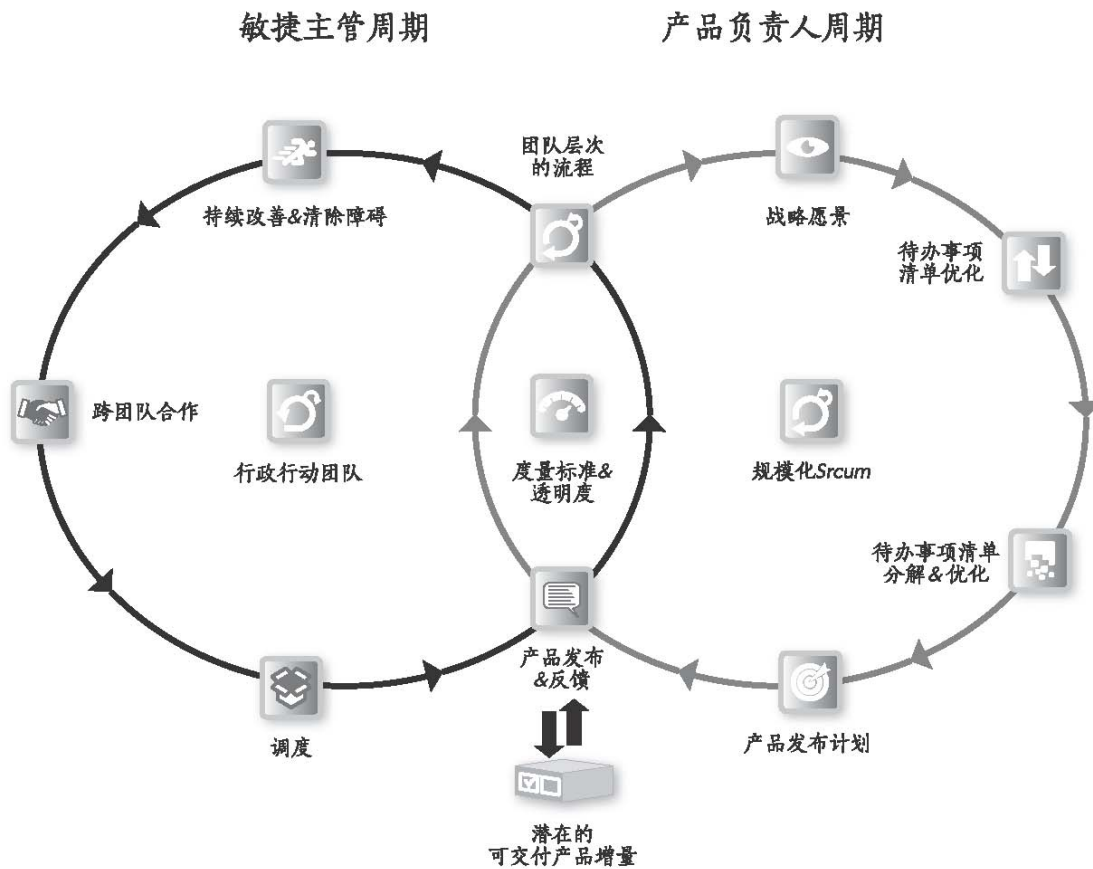 敏捷主管周期
产品负责人周期
团队层次
的流程
持续改善&清除障碍
战略愿景
待办事项
清单优化
跨团队合作
行政行动团队
度量标准&
透明度
规模化Srcum
待办事项清单
分解&优化
产品发布
&反馈
调度
产品发布计划
潜在的
可交付产品增量